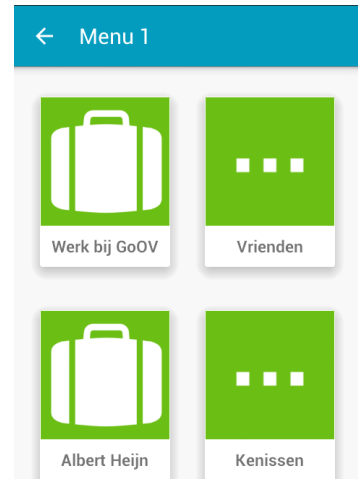 Menu 1
Werk bij GoOV
Vrienden
Albert Heijn
Kenissen